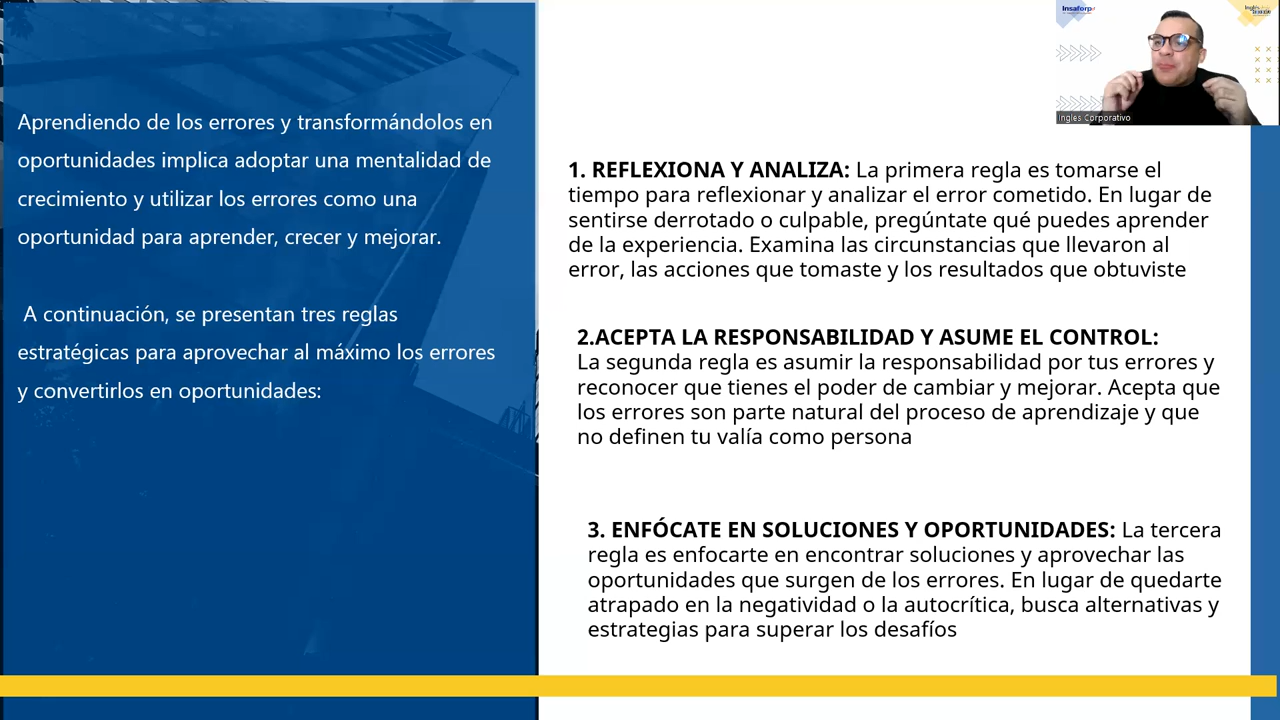 Aprendiendo de los errores y transformándolos en
oportunidades implica adoptar una mentalidad de
crecimiento y utilizar los errores como una
oportunidad para aprender, crecer y mejorar.
A continuación, se presentan tres reglas
estratégicas para aprovechar al máximo los errores
y convertirlos en oportunidades:
Insaforp
Ingles Corporativo
1. REFLEXIONA Y ANALIZA: La primera regla es tomarse el
tiempo para reflexionar y analizar el error cometido. En lugar de
sentirse derrotado o culpable, pregúntate qué puedes aprender
de la experiencia. Examina las circunstancias que llevaron al
error, las acciones que tomaste y los resultados que obtuviste
2.ACEPTA LA RESPONSABILIDAD Y ASUME EL CONTROL:
La segunda regla es asumir la responsabilidad por tus errores y
reconocer que tienes el poder de cambiar y mejorar. Acepta que
los errores son parte natural del proceso de aprendizaje y que
no definen tu valía como persona
3. ENFÓCATE EN SOLUCIONES Y OPORTUNIDADES: La tercera
regla es enfocarte en encontrar soluciones y aprovechar las
oportunidades que surgen de los errores. En lugar de quedarte
atrapado en la negatividad o la autocrítica, busca alternativas y
estrategias para superar los desafíos